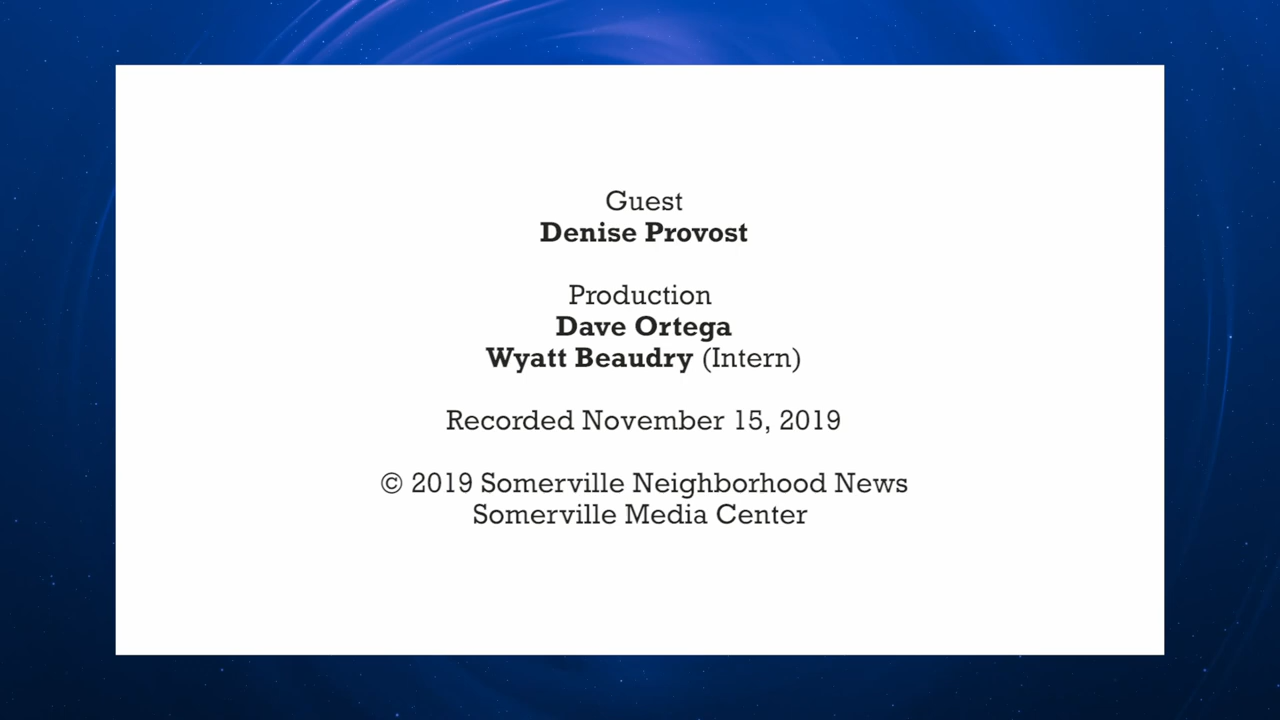 Guest
Denise Provost
Production
Dave Ortega
Wyatt Beaudry (Intern)
Recorded November 15, 2019
© 2019 Somerville Neighborhood News
Somerville Media Center